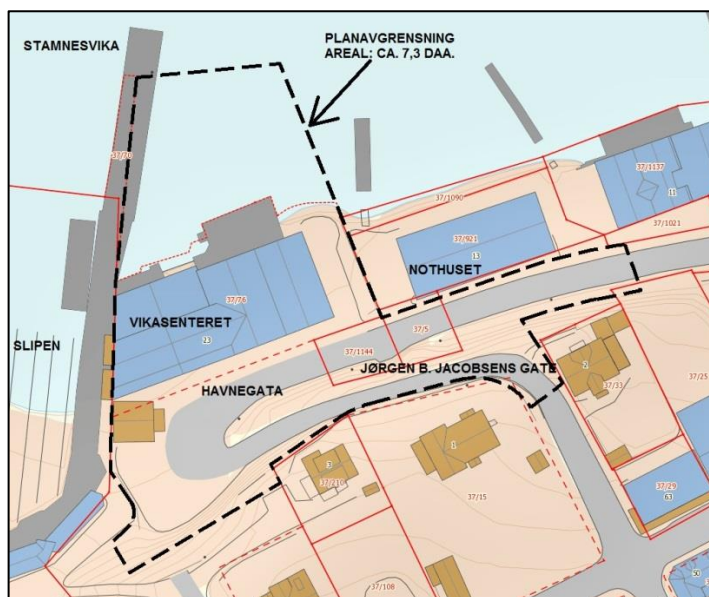 STAMNESVIKA
PLANAVGRENSNING
AREAL: CA. 7,3 DAA.
37/70
37/1137
11
37/1090
37/1021
37/921
13
NOTHUSET
37/76
VIKASENTERET
23
37/5
SLIPEN
37/1144
JØRGEN B. JACOBSENS GATE
2
HAVNEGATA
37/33
37/25
1
3
37/210
37/15
37/29
63
50
37/108